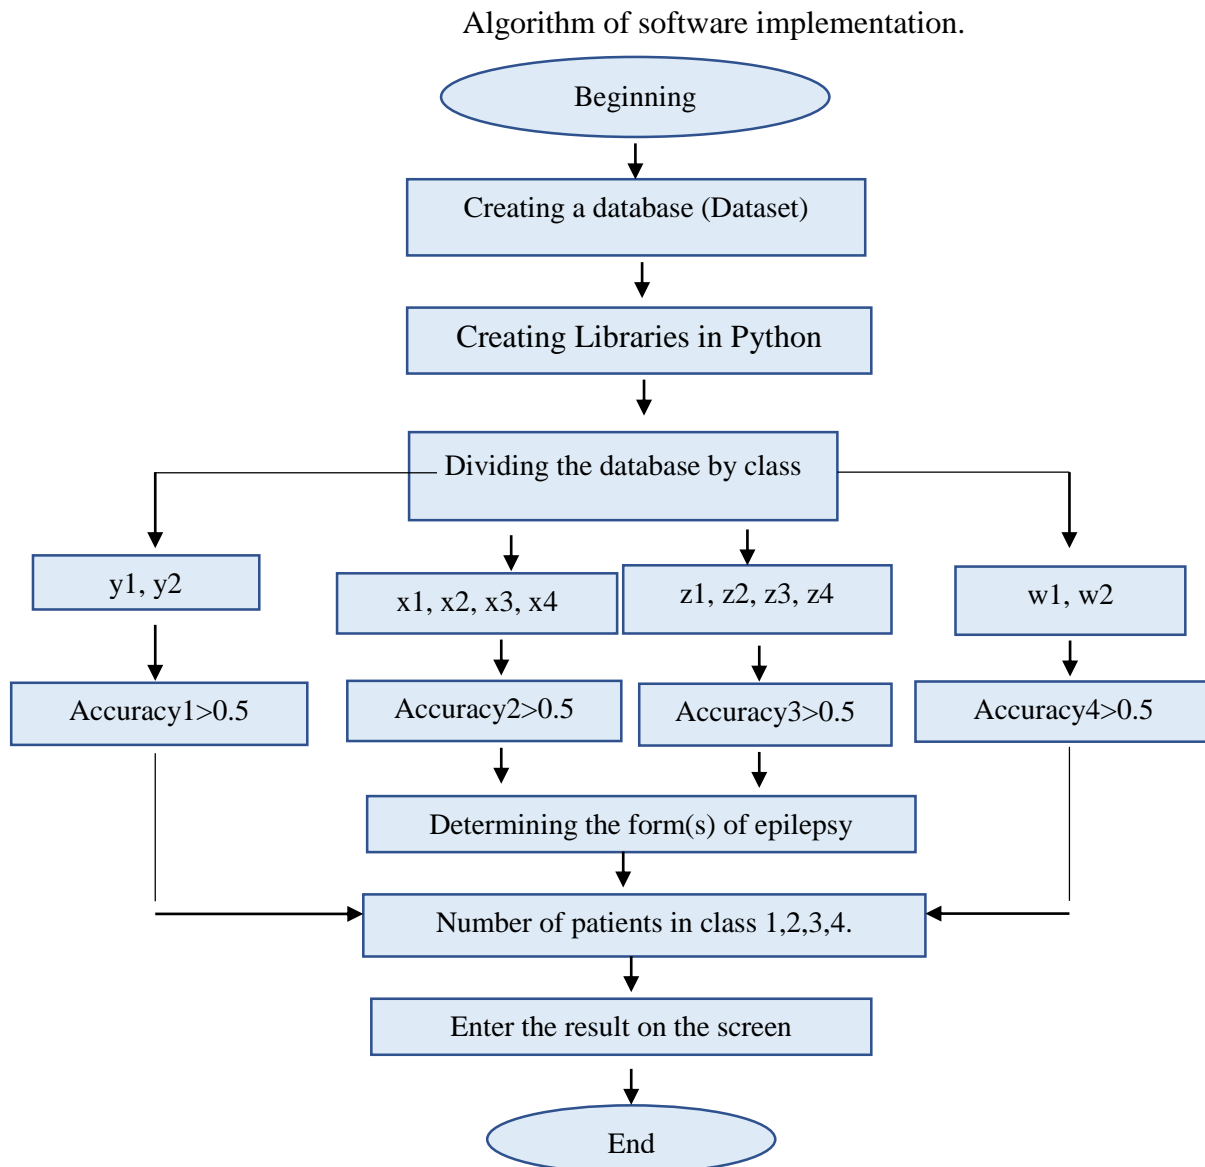 Algorithm of software implementation.
Beginning
Creating a database (Dataset)
Creating Libraries in Python
Dividing the database by class
y1, y2
x1, x2, x3, x4
z1, z2, z3, z4
w1, w2
Accuracy1>0.5
Accuracy2>0.5
Accuracy3>0.5
Accuracy4>0.5
Determining the form(s) of epilepsy
Number of patients in class 1,2,3,4.
Enter the result on the screen
End